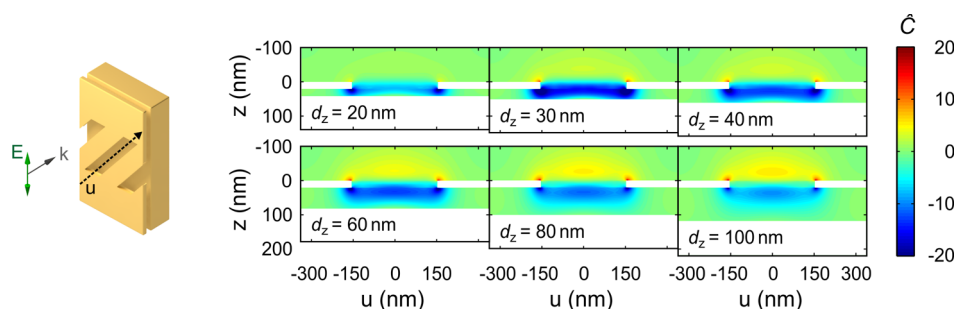 E
k
u
Ĉ
z (nm)
-100
0
100
d_z = 20 nm
d_z = 30 nm
d_z = 40 nm
z (nm)
-100
0
100
200
d_z = 60 nm
d_z = 80 nm
d_z = 100 nm
-300 -150 0 150 -300 -150 0 150 -300 -150 0 150 300
u (nm)
u (nm)
u (nm)
20
10
0
-10
-20